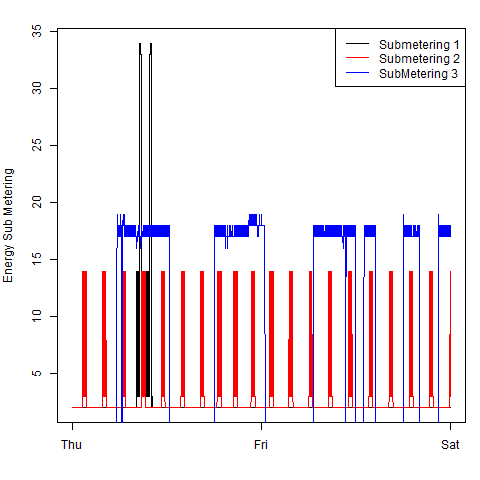 Energy Sub Metering
35
30
25
20
15
10
5
Submetering 1
Submetering 2
SubMetering 3
Thu
Fri
Sat